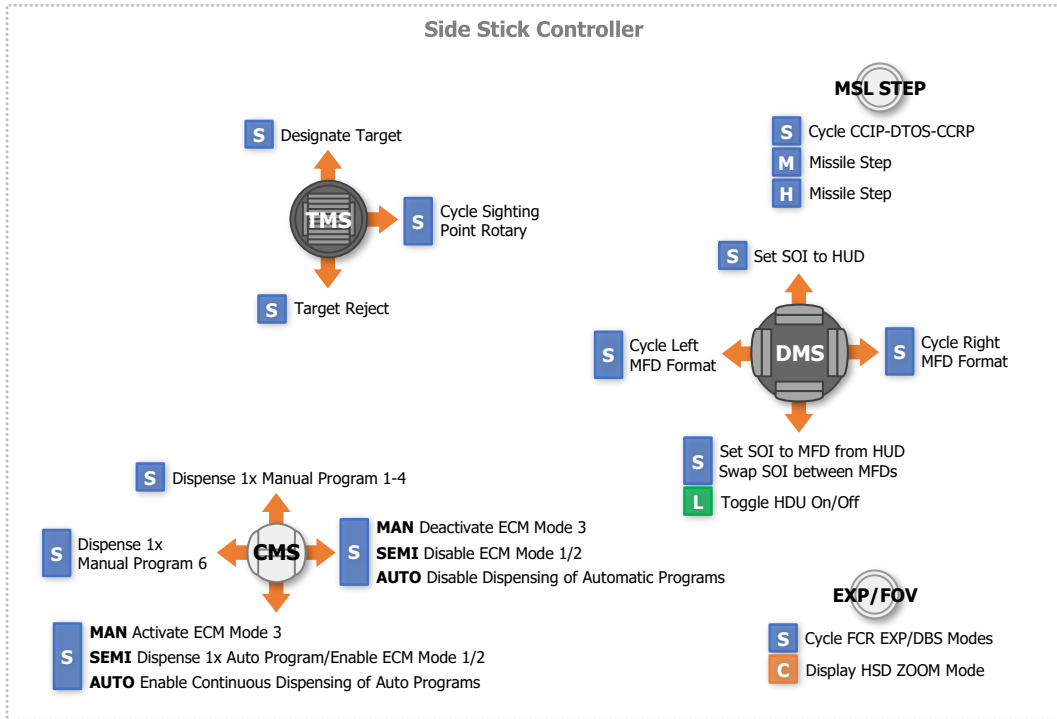 Side Stick Controller
MSL STEP
S Cycle CCIP-DTOS-CCRP
M Missile Step
H Missile Step
S Designate Target
TMS
S Cycle Sighting
Point Rotary
S Target Reject
S Set SOI to HUD
S Cycle Left
MFD Format
DMS
S Cycle Right
MFD Format
S Set SOI to MFD from HUD
Swap SOI between MFDs
L Toggle HDU On/Off
S Dispense 1x Manual Program 1-4
S Dispense 1x
Manual Program 6
CMS
S MAN Deactivate ECM Mode 3
SEMI Disable ECM Mode 1/2
AUTO Disable Dispensing of Automatic Programs
S MAN Activate ECM Mode 3
SEMI Dispense 1x Auto Program/Enable ECM Mode 1/2
AUTO Enable Continuous Dispensing of Auto Programs
EXP/FOV
S Cycle FCR EXP/DBS Modes
C Display HSD ZOOM Mode